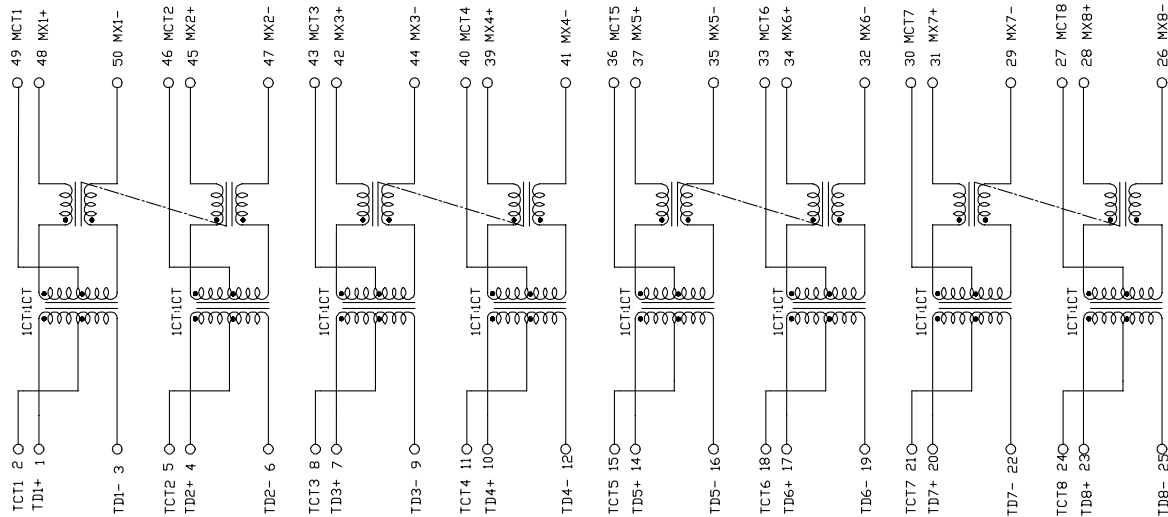 49 MCT1
48 MX1+
50 MX1-
46 MCT2
45 MX2+
47 MX2-
43 MCT3
42 MX3+
44 MX3-
40 MCT4
39 MX4+
41 MX4-
36 MCT5
37 MX5+
35 MX5-
33 MCT6
34 MX6+
32 MX6-
30 MCT7
31 MX7+
29 MX7-
27 MCT8
28 MX8+
26 MX8-
1CT:1CT
1CT:1CT
1CT:1CT
1CT:1CT
1CT:1CT
1CT:1CT
1CT:1CT
1CT:1CT
TCT1 2
TD1+ 1
TD1- 3
TCT2 5
TD2+ 4
TD2- 6
TCT3 8
TD3+ 7
TD3- 9
TCT4 11
TD4+ 10
TD4- 12
TCT5 15
TD5+ 14
TD5- 16
TCT6 18
TD6+ 17
TD6- 19
TCT7 21
TD7+ 20
TD7- 22
TCT8 24
TD8+ 23
TD8- 25